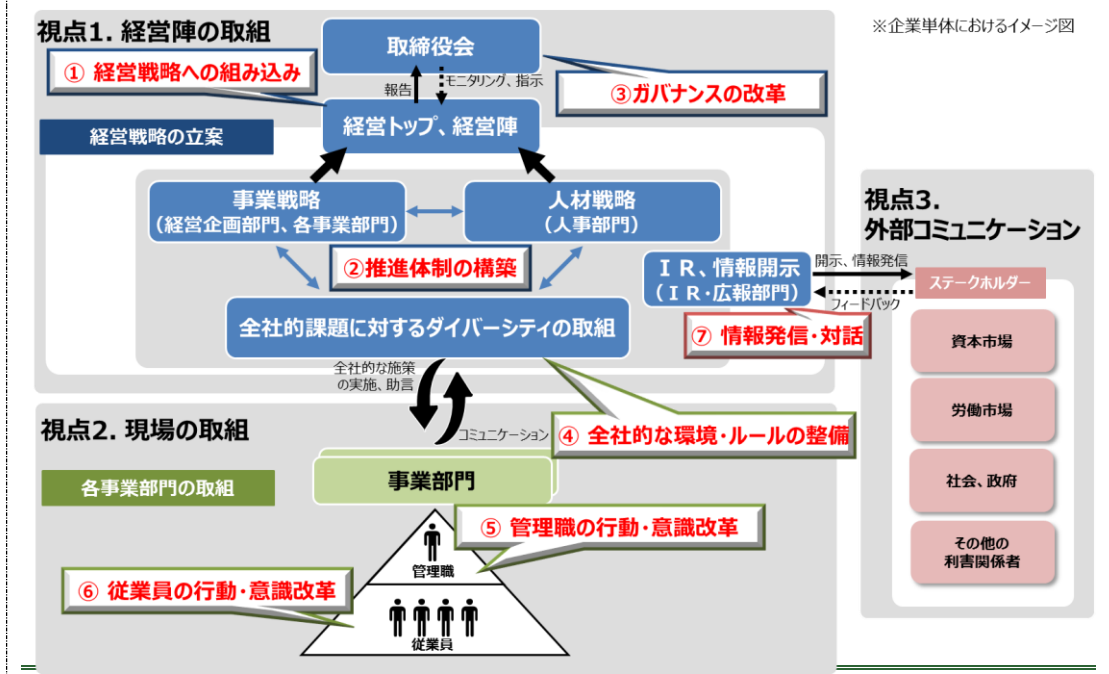 視点1. 経営陣の取組
※企業単体におけるイメージ図
取締役会
① 経営戦略への組み込み
報告
モニタリング、指示
③ガバナンスの改革
経営トップ、経営陣
経営戦略の立案
事業戦略
(経営企画部門、各事業部門)
人材戦略
(人事部門)
②推進体制の構築
全社的課題に対するダイバーシティの取組
全社的な施策
の実施、助言
コミュニケーション
④ 全社的な環境・ルールの整備
視点3.
外部コミュニケーション
ＩＲ、情報開示
(ＩＲ・広報部門)
開示、情報発信
フィードバック
⑦ 情報発信・対話
ステークホルダー
資本市場
労働市場
社会、政府
その他の
利害関係者
視点2. 現場の取組
各事業部門の取組
事業部門
⑤ 管理職の行動・意識改革
管理職
⑥ 従業員の行動・意識改革
従業員